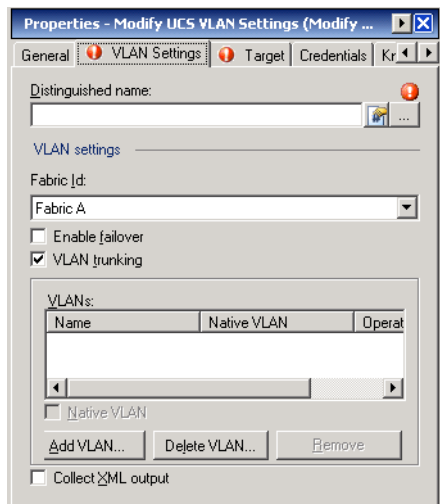 Properties - Modify UCS VLAN Settings (Modify ...
General VLAN Settings Target Credentials Kr
Distinguished name:
...
VLAN settings
Fabric Id:
Fabric A
Enable failover
VLAN trunking
VLANs:
Name Native VLAN Operat
Native VLAN
Add VLAN... Delete VLAN... Remove
Collect XML output